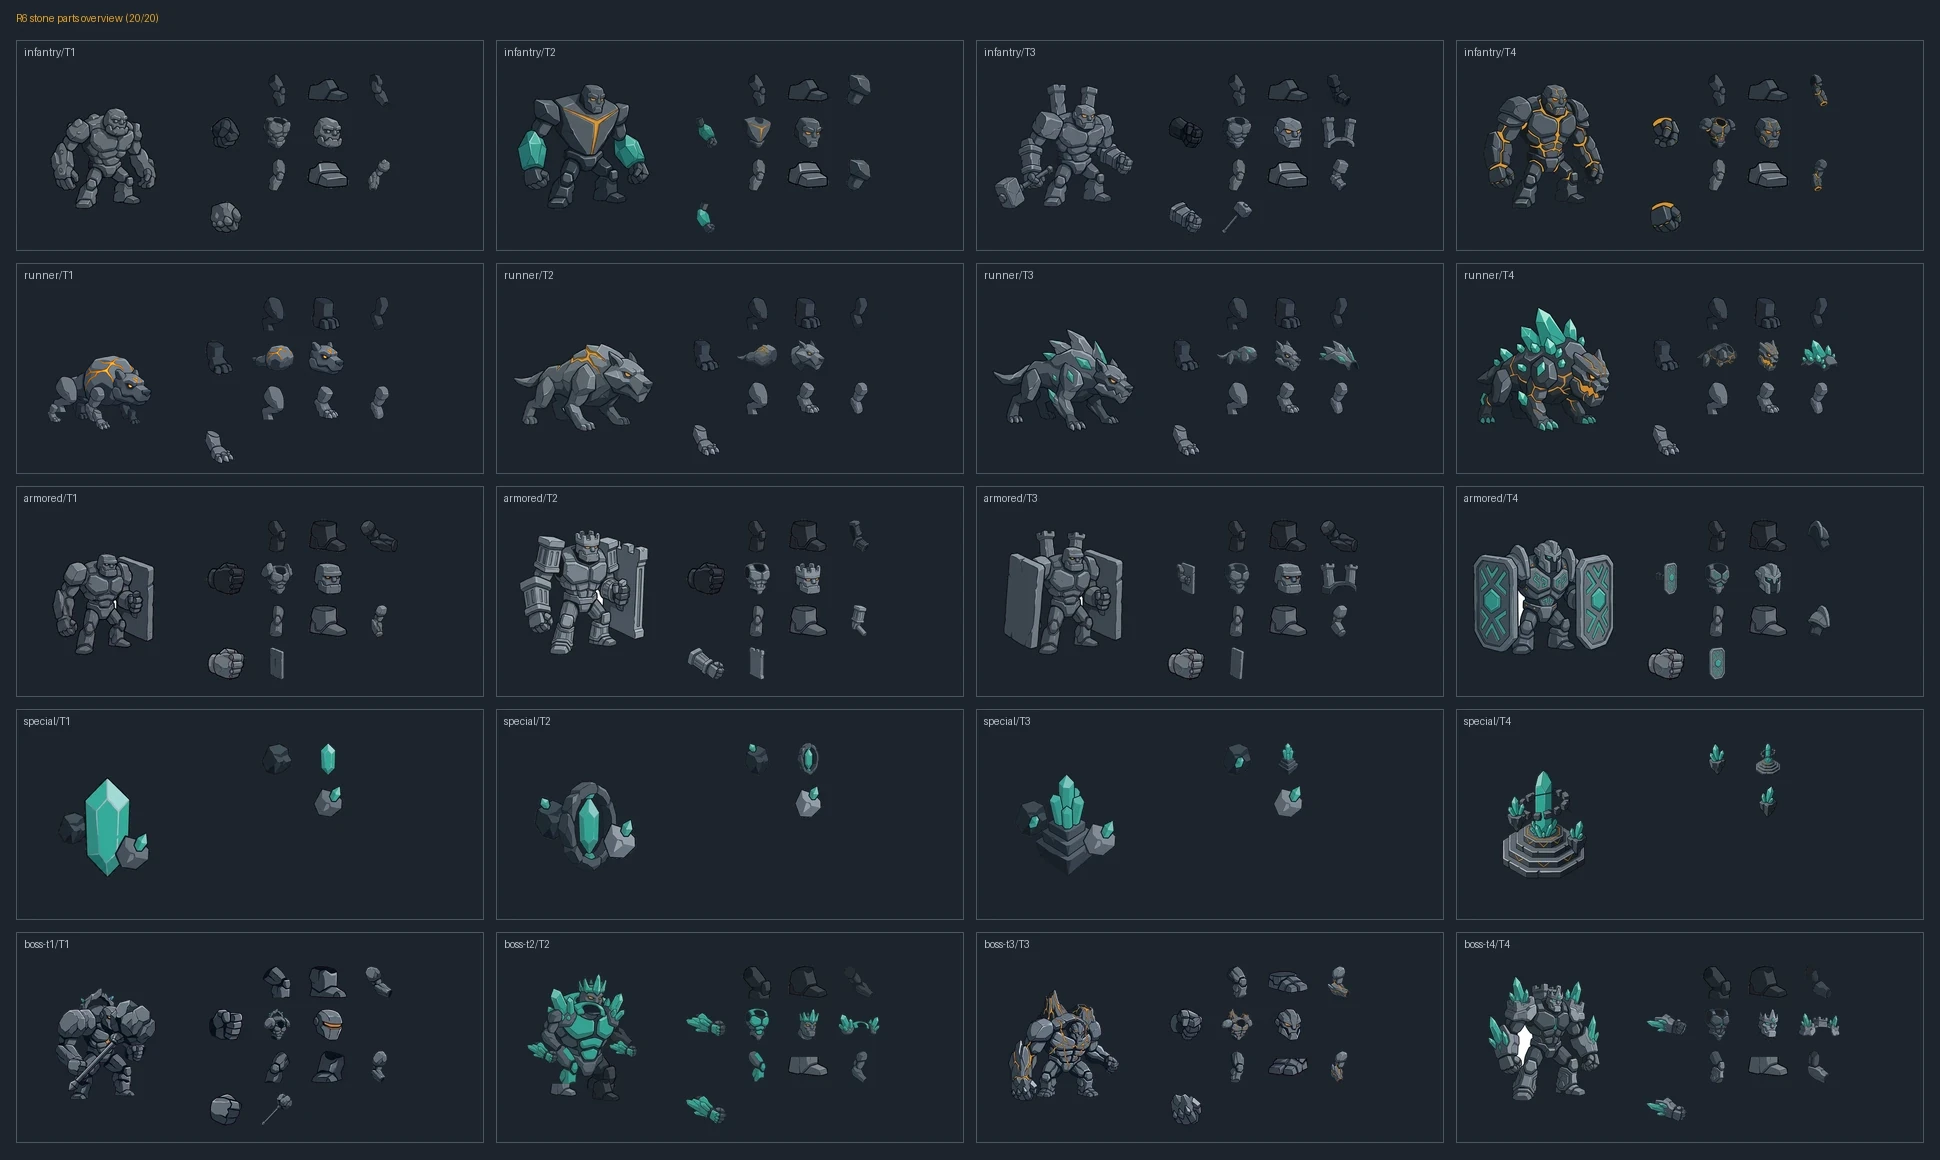 R6 stone parts overview (20/20)
infantry/T1
infantry/T2
infantry/T3
infantry/T4
runner/T1
runner/T2
runner/T3
runner/T4
armored/T1
armored/T2
armored/T3
armored/T4
special/T1
special/T2
special/T3
special/T4
boss-t1/T1
boss-t2/T2
boss-t3/T3
boss-t4/T4